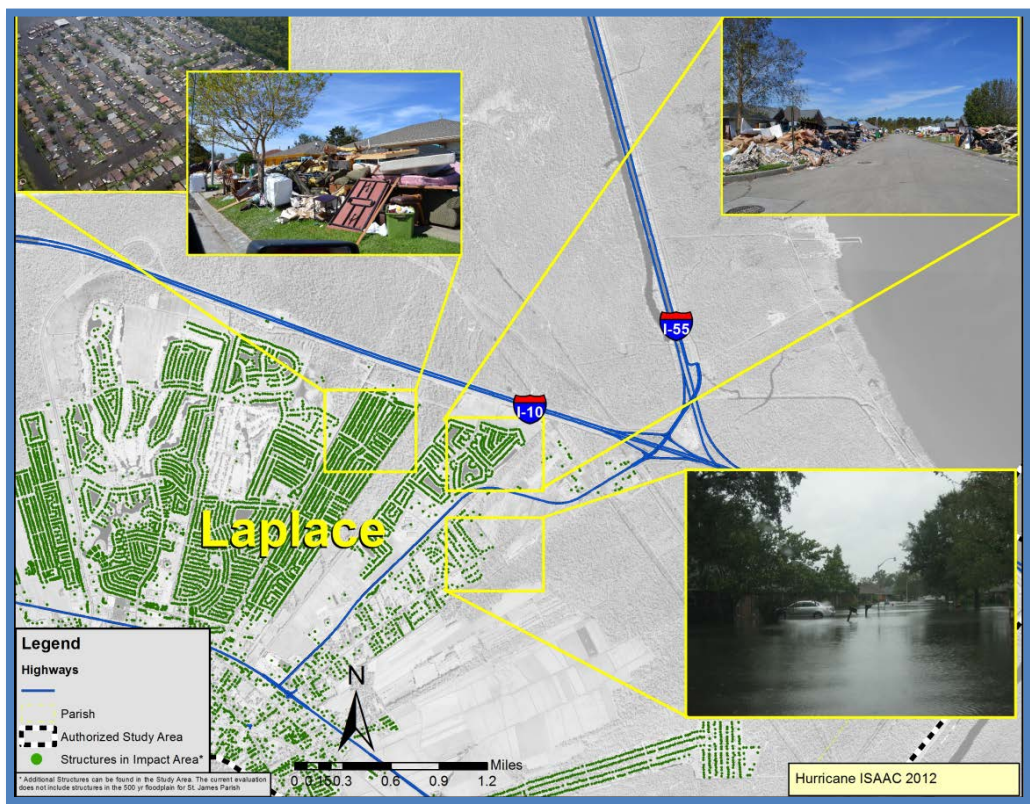 I-55
I-10
Laplace
Legend
Highways
Parish
Authorized Study Area
Structures in Impact Area*
* Additional Structures can be found in the Study Area. The current evaluation
does not include structures in the 500 yr floodplain for St. James Parish
N
0 0.15 0.3 0.6 0.9 1.2 Miles
Hurricane ISAAC 2012